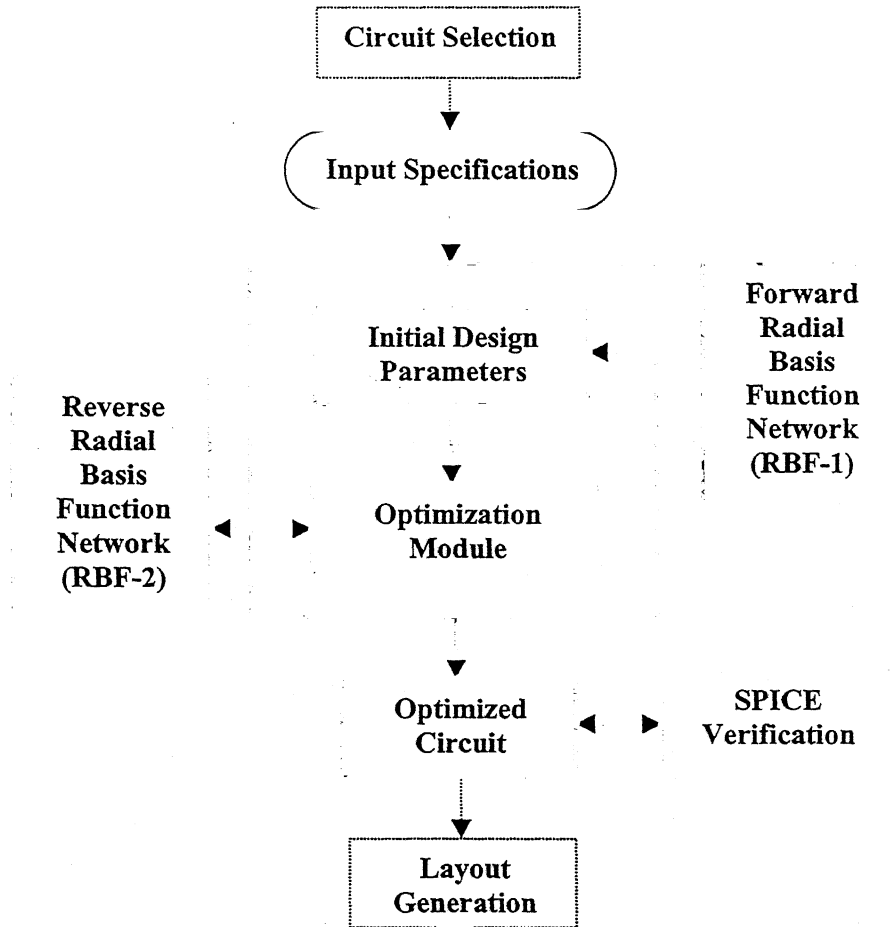 Circuit Selection
Input Specifications
Initial Design
Parameters
Forward
Radial
Basis
Function
Network
(RBF-1)
Reverse
Radial
Basis
Function
Network
(RBF-2)
Optimization
Module
Optimized
Circuit
SPICE
Verification
Layout
Generation